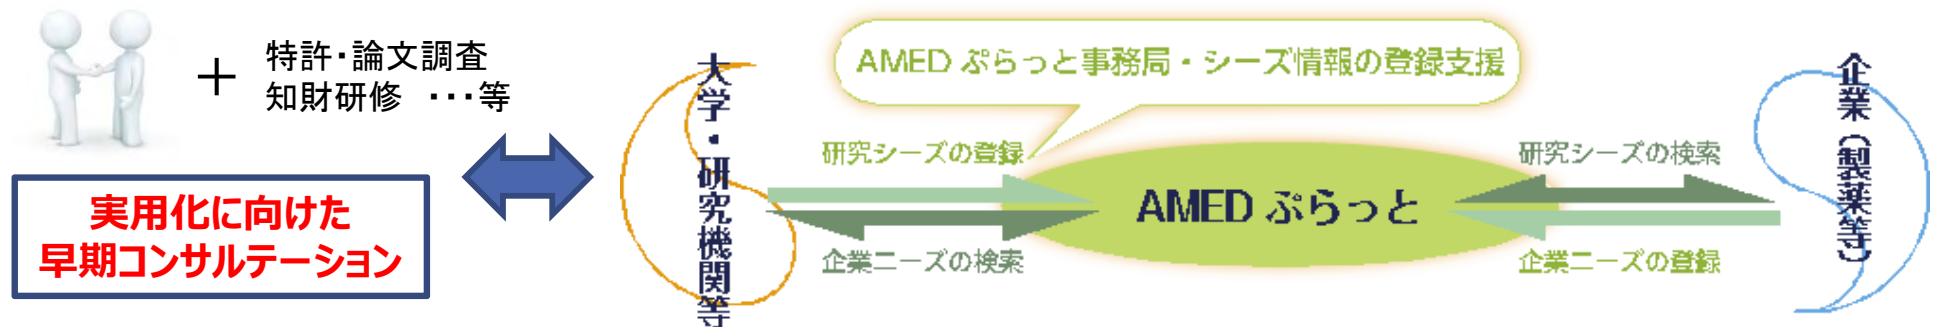 ＋
特許・論文調査
知財研修 ・・・等
実用化に向けた
早期コンサルテーション
大学・研究機関等
AMED ぷらっと事務局・シーズ情報の登録支援
研究シーズの登録
企業ニーズの検索
AMED ぷらっと
研究シーズの検索
企業ニーズの登録
企業（製薬等）